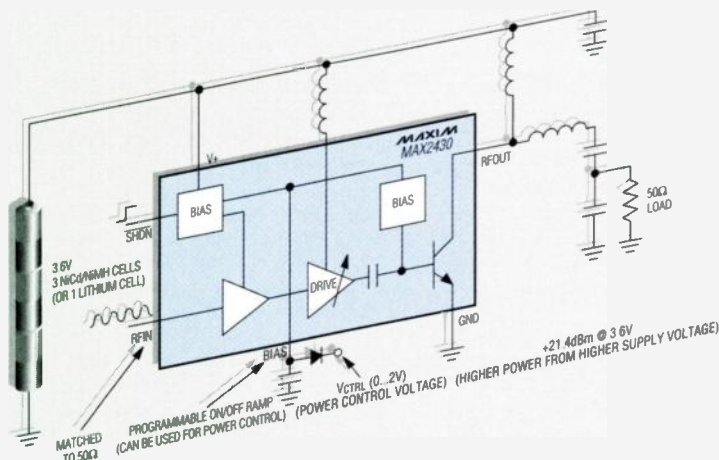 MAXIM
MAX2430
V+
RFOUT
BIAS
BIAS
SHDN
50Ω
LOAD
3.6V
3 NiCd/NiMH CELLS
(OR 1 LITHIUM CELL)
DRIVE
RFIN
GND
BIAS
VCTRL (0...2V)
(POWER CONTROL VOLTAGE)
+21.4dBm @ 3.6V
(HIGHER POWER FROM HIGHER SUPPLY VOLTAGE)
MATCHED
TO 50Ω
PROGRAMMABLE ON/OFF RAMP
(CAN BE USED FOR POWER CONTROL)